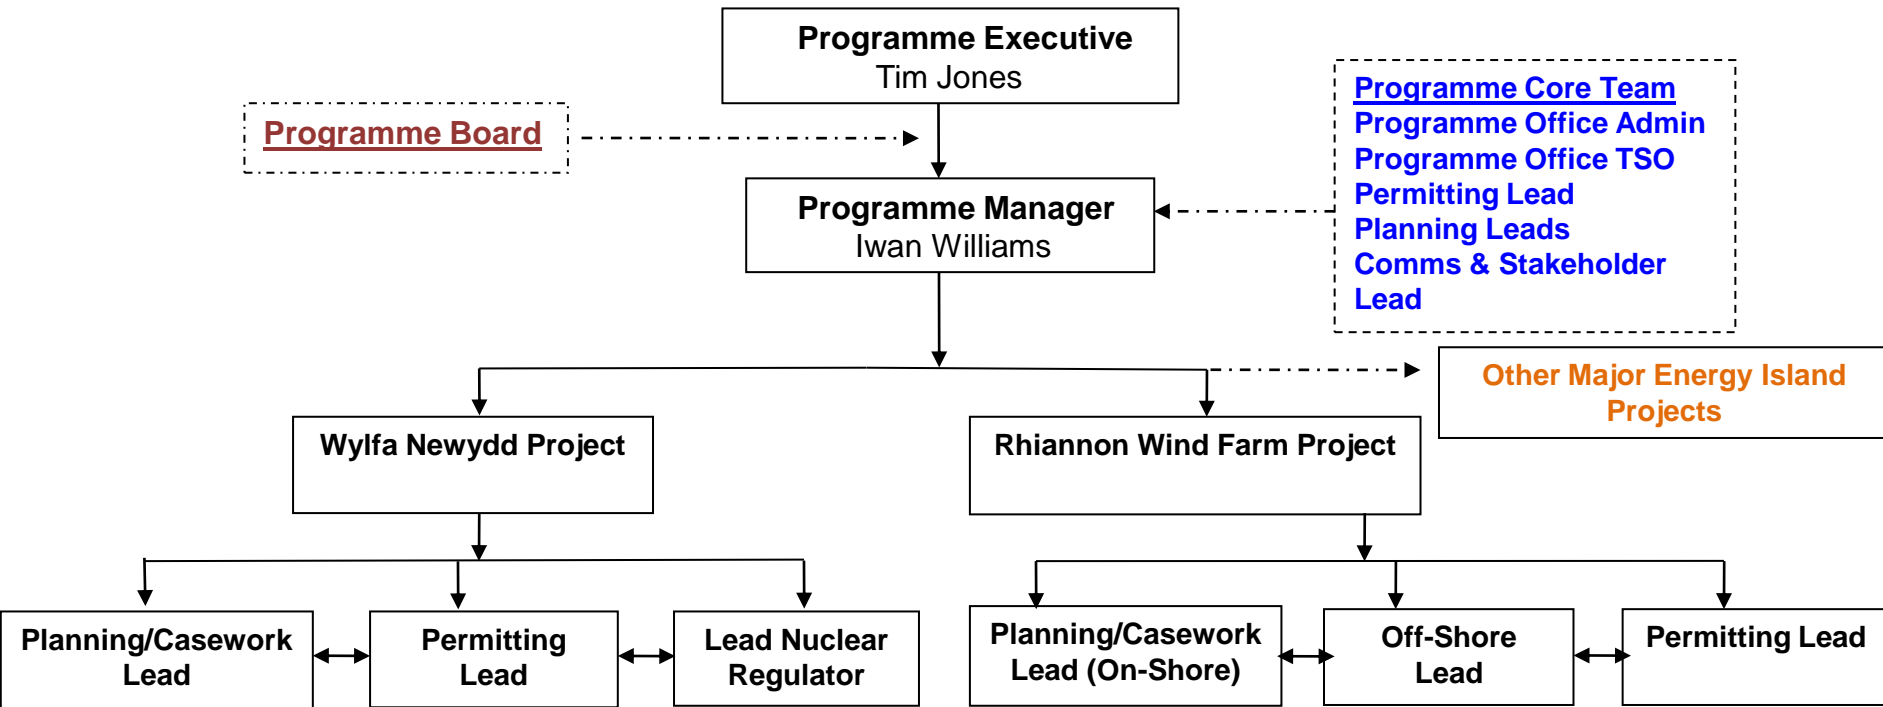 Programme Executive
Tim Jones
Programme Board
Programme Core Team
Programme Office Admin
Programme Office TSO
Permitting Lead
Planning Leads
Comms & Stakeholder
Lead
Programme Manager
Iwan Williams
Other Major Energy Island
Projects
Wylfa Newydd Project
Rhiannon Wind Farm Project
Planning/Casework
Lead
Permitting
Lead
Lead Nuclear
Regulator
Planning/Casework
Lead (On-Shore)
Off-Shore
Lead
Permitting Lead